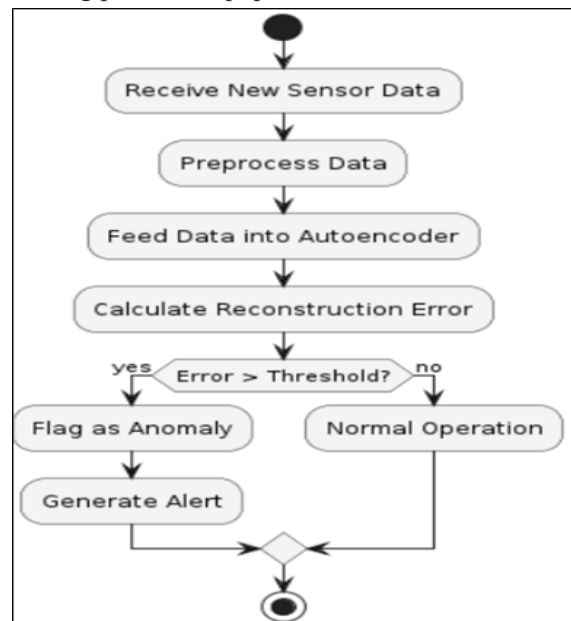 Receive New Sensor Data
Preprocess Data
Feed Data into Autoencoder
Calculate Reconstruction Error
yes
Error > Threshold?
no
Flag as Anomaly
Normal Operation
Generate Alert